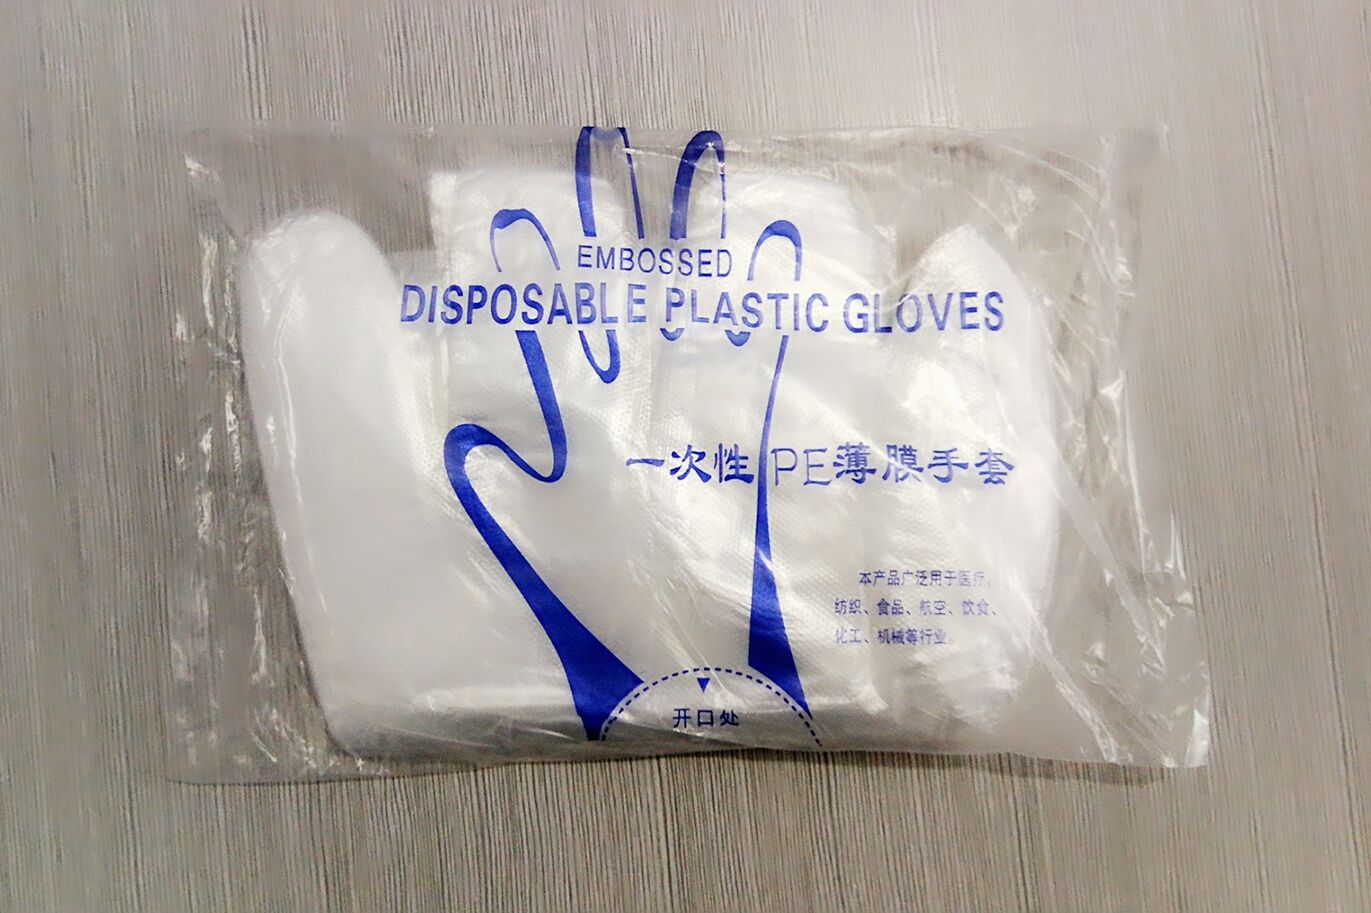 EMBOSSED
DISPOSABLE PLASTIC GLOVES
一次性PE薄膜手套
本产品广泛用于医疗、
纺织、食品、航空、饮食、
化工、机械等行业。
开口处